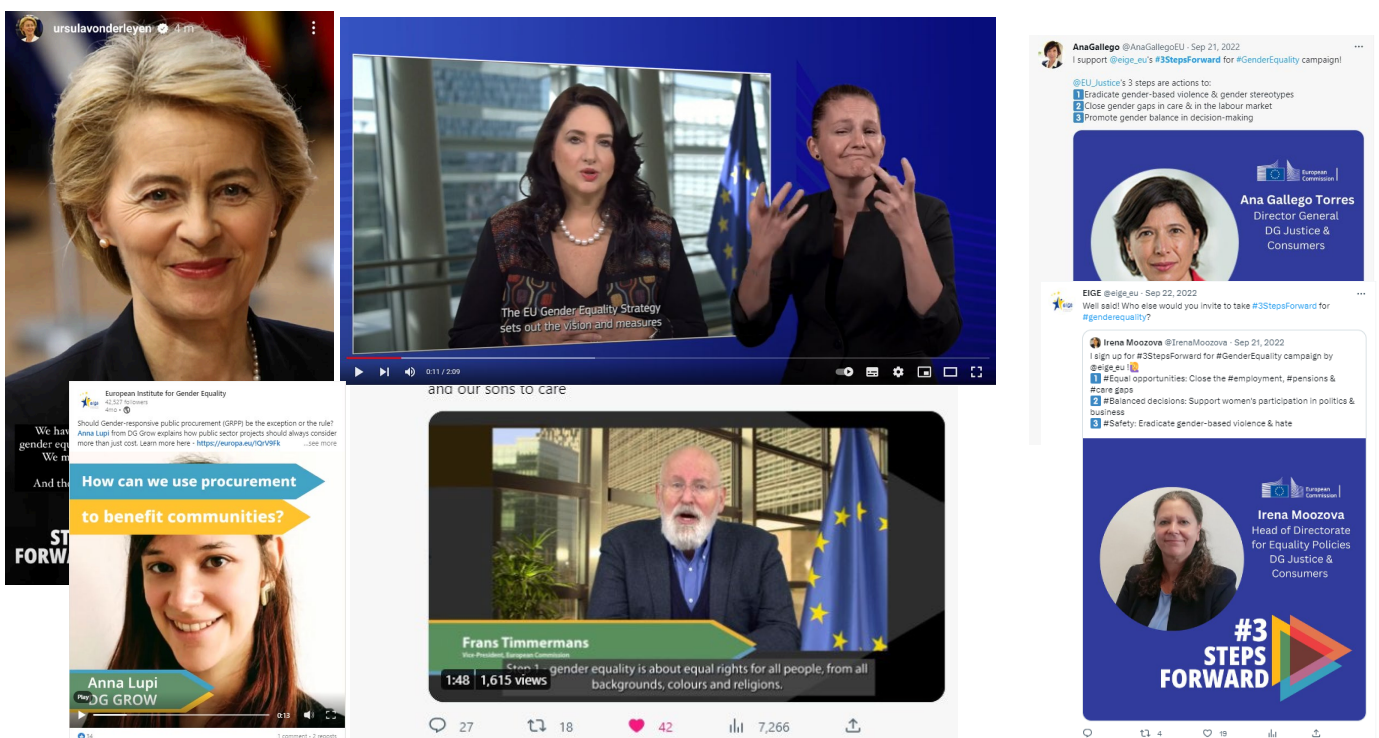 ursulavonderleyen 4 m
We hav
gender equ
We m
And the
ST
FORWA
The EU Gender Equality Strategy
sets out the vision and measures
0:11 / 2:09
AnaGallego @AnaGallegoEU · Sep 21, 2022
I support @eige_eu's #3StepsForward for #GenderEquality campaign!
@EU_Justice's 3 steps are actions to:
1 Eradicate gender-based violence & gender stereotypes
2 Close gender gaps in care & in the labour market
3 Promote gender balance in decision-making
European
Commission
Ana Gallego Torres
Director General
DG Justice &
Consumers
EIGE @eige_eu · Sep 22, 2022
Well said! Who else would you invite to take #3StepsForward for
#genderequality?
Irena Moozova @IrenaMoozova · Sep 21, 2022
I sign up for #3StepsForward for #GenderEquality campaign by
@eige_eu !
1 #Equal opportunities: Close the #employment, #pensions &
#care gaps
2 #Balanced decisions: Support women's participation in politics &
business
3 #Safety: Eradicate gender-based violence & hate
European
Commission
Irena Moozova
Head of Directorate
for Equality Policies
DG Justice &
Consumers
#3
STEPS
FORWARD
4 19
European Institute for Gender Equality
42,527 followers
4mo
Should Gender-responsive public procurement (GRPP) be the exception or the rule?
Anna Lupi from DG Grow explains how public sector projects should always consider
more than just cost. Learn more here - https://europa.eu/!QrV9Fk ...see more
How can we use procurement
to benefit communities?
Anna Lupi
DG GROW
Play
0:13
34 1 comment · 2 reposts
and our sons to care
Frans Timmermans
Vice-President, European Commission
Step 1 - gender equality is about equal rights for all people, from all
backgrounds, colours and religions.
1:48 1,615 views
27 18 42 7,266